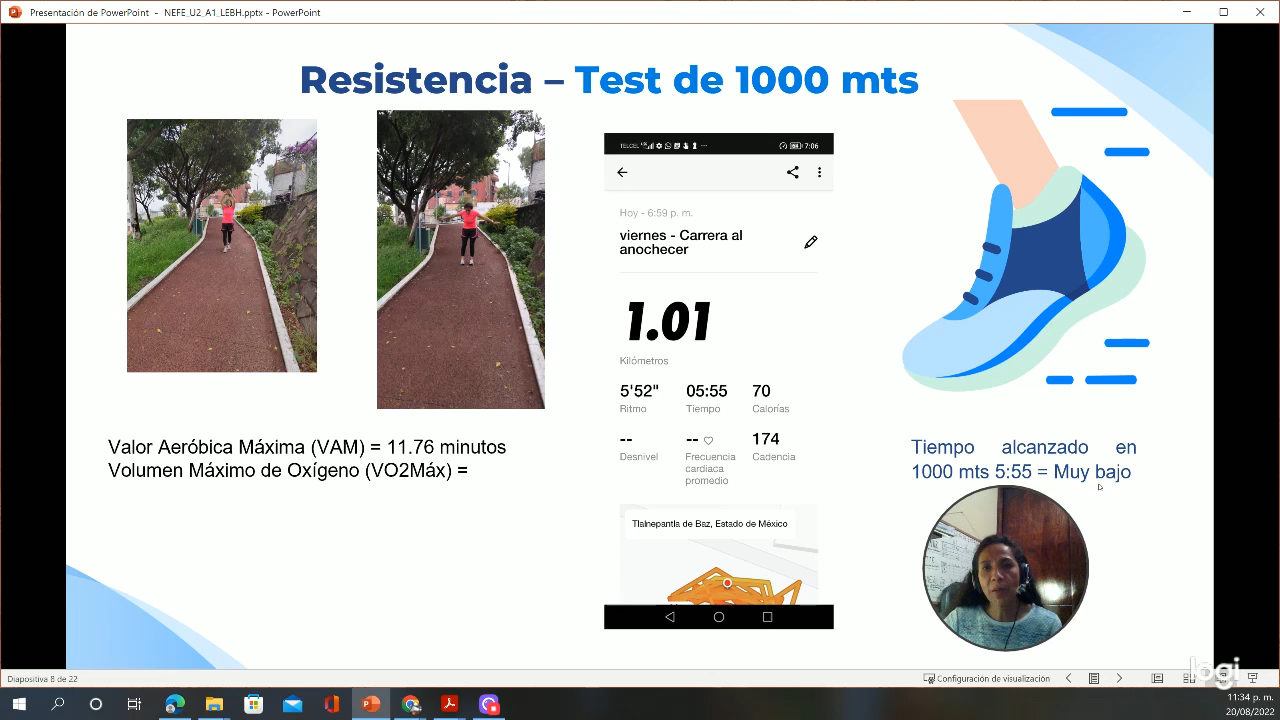 Presentación de PowerPoint - NEFE_U2_A1_LEBH.pptx - PowerPoint
Resistencia – Test de 1000 mts
TELCEL
7:06
Hoy - 6:59 p. m.
viernes - Carrera al
anochecer
1.01
Kilómetros
5'52" 05:55 70
Ritmo Tiempo Calorías
-- -- 174
Desnivel Frecuencia cardiaca promedio Cadencia
Tlalnepantla de Baz, Estado de México
Valor Aeróbica Máxima (VAM) = 11.76 minutos
Volumen Máximo de Oxígeno (VO2Máx) =
Tiempo alcanzado en
1000 mts 5:55 = Muy bajo
logi
Diapositiva 8 de 22
Configuración de visualización
11:34 p. m.
20/08/2022